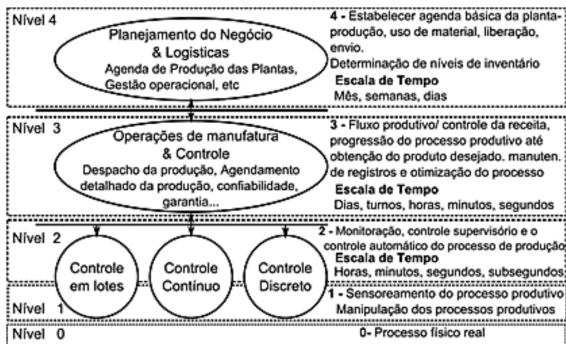 Nível 4
Planejamento do Negócio
& Logisticas
Agenda de Produção das Plantas,
Gestão operacional, etc
4 - Estabelecer agenda básica da planta-
produção, uso de material, liberação,
envio.
Determinação de níveis de inventário
Escala de Tempo
Mês, semanas, dias
Nível 3
Operações de manufatura
& Controle
Despacho da produção, Agendamento
detalhado da produção, confiabilidade,
garantia...
3 - Fluxo produtivo/ controle da receita,
progressão do processo produtivo até
obtenção do produto desejado. manuten.
de registros e otimização do processo
Escala de Tempo
Dias, turnos, horas, minutos, segundos
Nível 2
Controle
em lotes
Controle
Contínuo
Controle
Discreto
2 - Monitoração, controle supervisório e o
controle automático do processo de produção
Escala de Tempo
Horas, minutos, segundos, subsegundos
Nível 1
1 - Sensoreamento do processo produtivo
Manipulação dos processos produtivos
Nível 0
0- Processo físico real